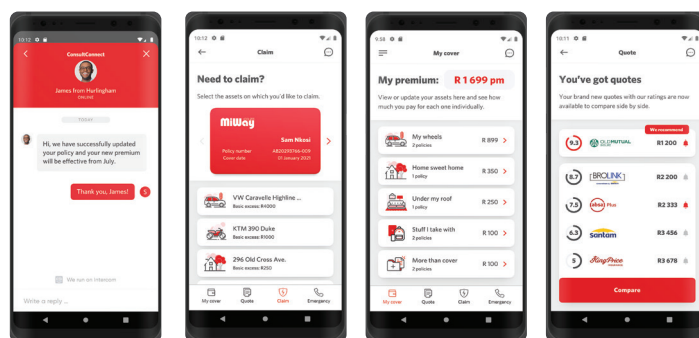 10:12
ConsultConnect
James from Harlingham
ONLINE
TODAY
Hi, we have successfully updated
your policy and your new premium
will be effective from July.
Thank you, James!
S
We run on Intercom
Write a reply ...
10:12
Claim
Need to claim?
Select the assets on which you'd like to claim.
MiWay
Sam Nkosi
Policy number
Cover date
01 January 2021
VW Caravelle Highline ...
Basic excess: R4000
KTM 390 Duke
Basic excess: R1000
296 Old Cross Ave.
Basic excess: R250
My cover
Quote
Claim
Emergency
9:38
My cover
My premium: R 1 699 pm
View or update your assets here and see how
much you pay for each one individually.
My wheels
2 policies
R 899
Home sweet home
1 policy
R 350
Under my roof
1 policy
R 250
Stuff I take with
2 policies
R 100
More than cover
2 policies
R 100
My cover
Quote
Claim
Emergency
10:11
Quote
You've got quotes
Your brand new quotes with our ratings are now
available to compare side by side.
We recommend
9.3
OLDMUTUAL
R1 200
8.7
BROLINK
R2 200
7.5
absa Plus
R2 333
6.3
santam
R3 456
5
KingPrice
R3 678
Compare